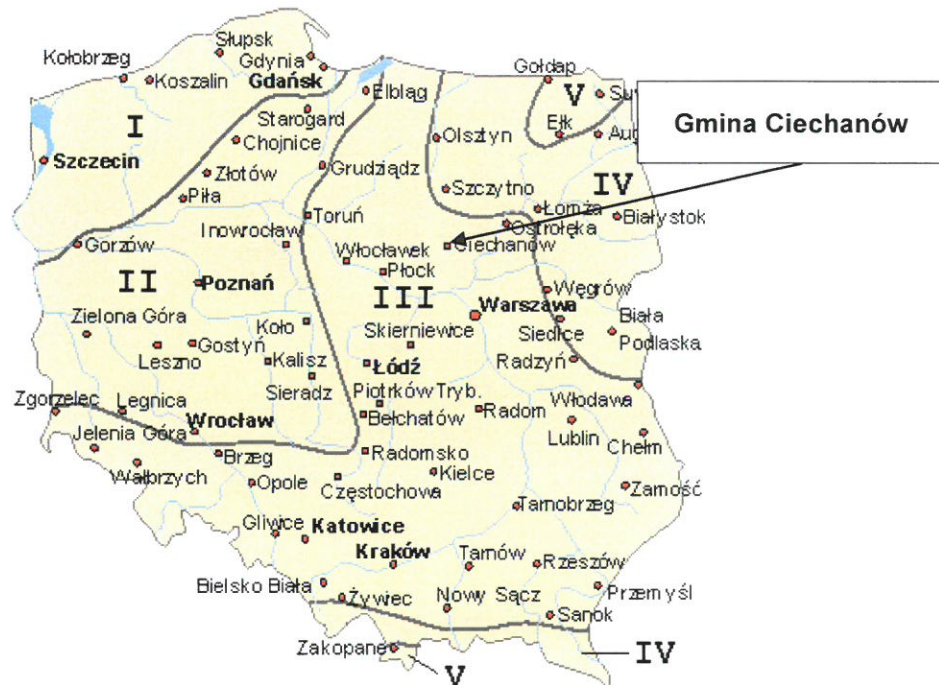 Słupsk
Kołobrzeg
Gdynia
Koszalin
Gdańsk
Elbląg
Gołdap
V
Gmina Ciechanów
I
Starogard
Ełk
Chojnice
Olsztyn
Szczecin
Złotów
Grudziądz
Szczytno
IV
Piła
Łomża
Toruń
Ostrołęka
Białystok
Gorzów
Inowrocław
Włocławek
Ciechanów
Płock
II
Poznań
III
Węgrów
Warszawa
Zielona Góra
Koło
Skierniewice
Siedlce
Biała
Podlaska
Leszno
Gostyń
Kalisz
Łódź
Radzyń
Sieradz
Piotrków Tryb.
Zgorzelec
Legnica
Bełchatów
Radom
Włodawa
Wrocław
Lublin
Jelenia Góra
Chełm
Brzeg
Radomsko
Wałbrzych
Kielce
Opole
Częstochowa
Zamość
Tarnobrzeg
Gliwice
Katowice
Kraków
Tarnów
Rzeszów
Bielsko Biała
Żywiec
Nowy Sącz
Przemyśl
Sanok
Zakopane
V
IV